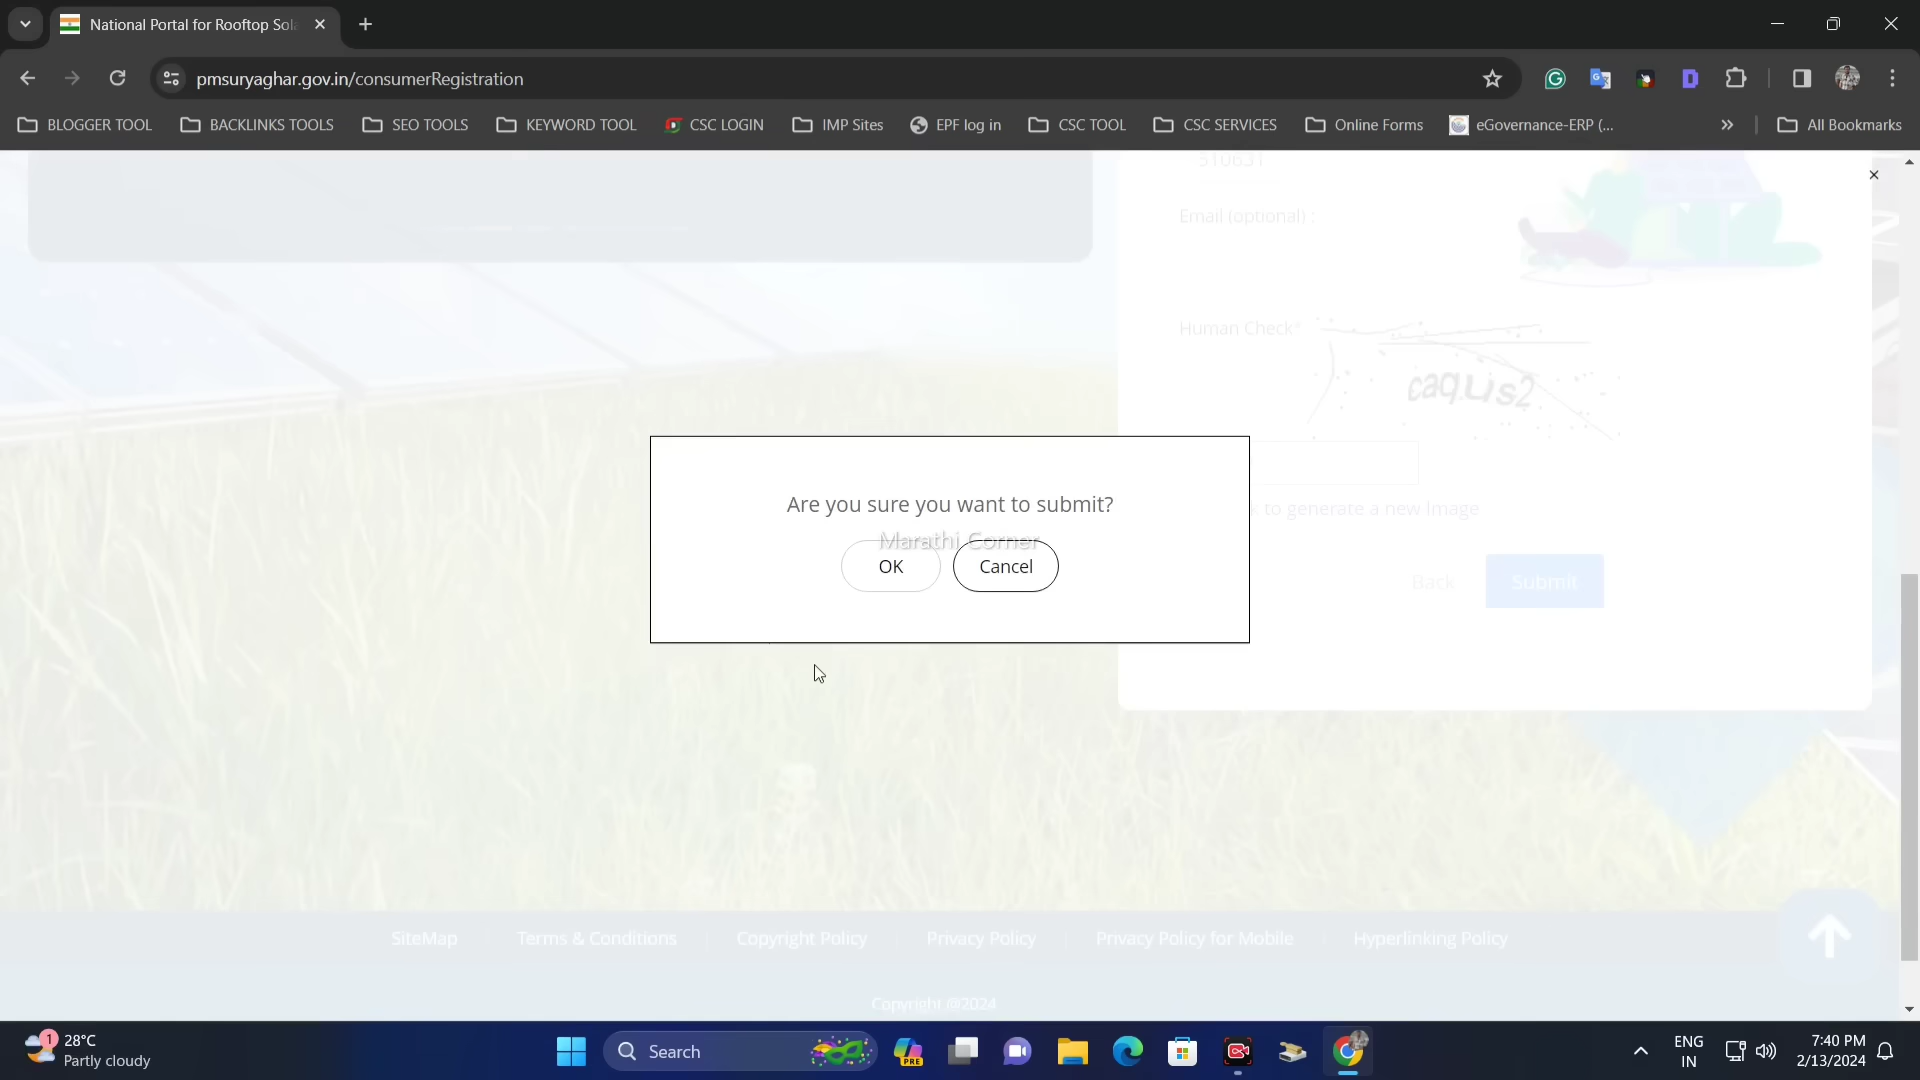 National Portal for Rooftop Sola
pmsuryaghar.gov.in/consumerRegistration
BLOGGER TOOL
BACKLINKS TOOLS
SEO TOOLS
KEYWORD TOOL
CSC LOGIN
IMP Sites
EPF log in
CSC TOOL
CSC SERVICES
Online Forms
eGovernance-ERP (...
All Bookmarks
510631
Email (optional) :
Human Check*
caqus2
Are you sure you want to submit?
Marathi Corner
OK
Cancel
to generate a new Image
Back
Submit
SiteMap
Terms & Conditions
Copyright Policy
Privacy Policy
Privacy Policy for Mobile
Hyperlinking Policy
Copyright @2024
1
28°C
Partly cloudy
Search
PRE
ENG
IN
7:40 PM
2/13/2024